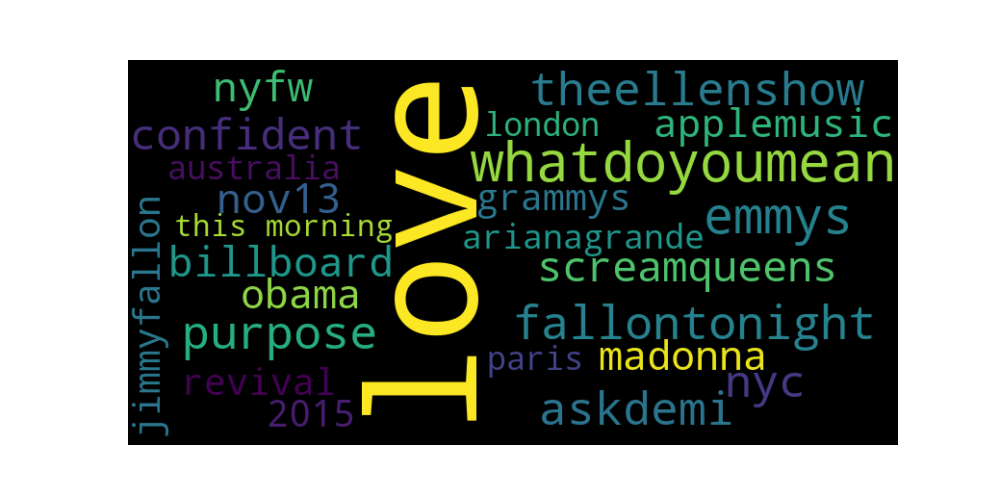 nyfw
theellenshow
confident
london
applemusic
australia
whatdoyoumean
nov13
grammys
this morning
emmys
arianagrande
billboard
screamqueens
obama
love
jimmyfallon
purpose
fallontonight
paris
madonna
revival
nyc
2015
askdemi